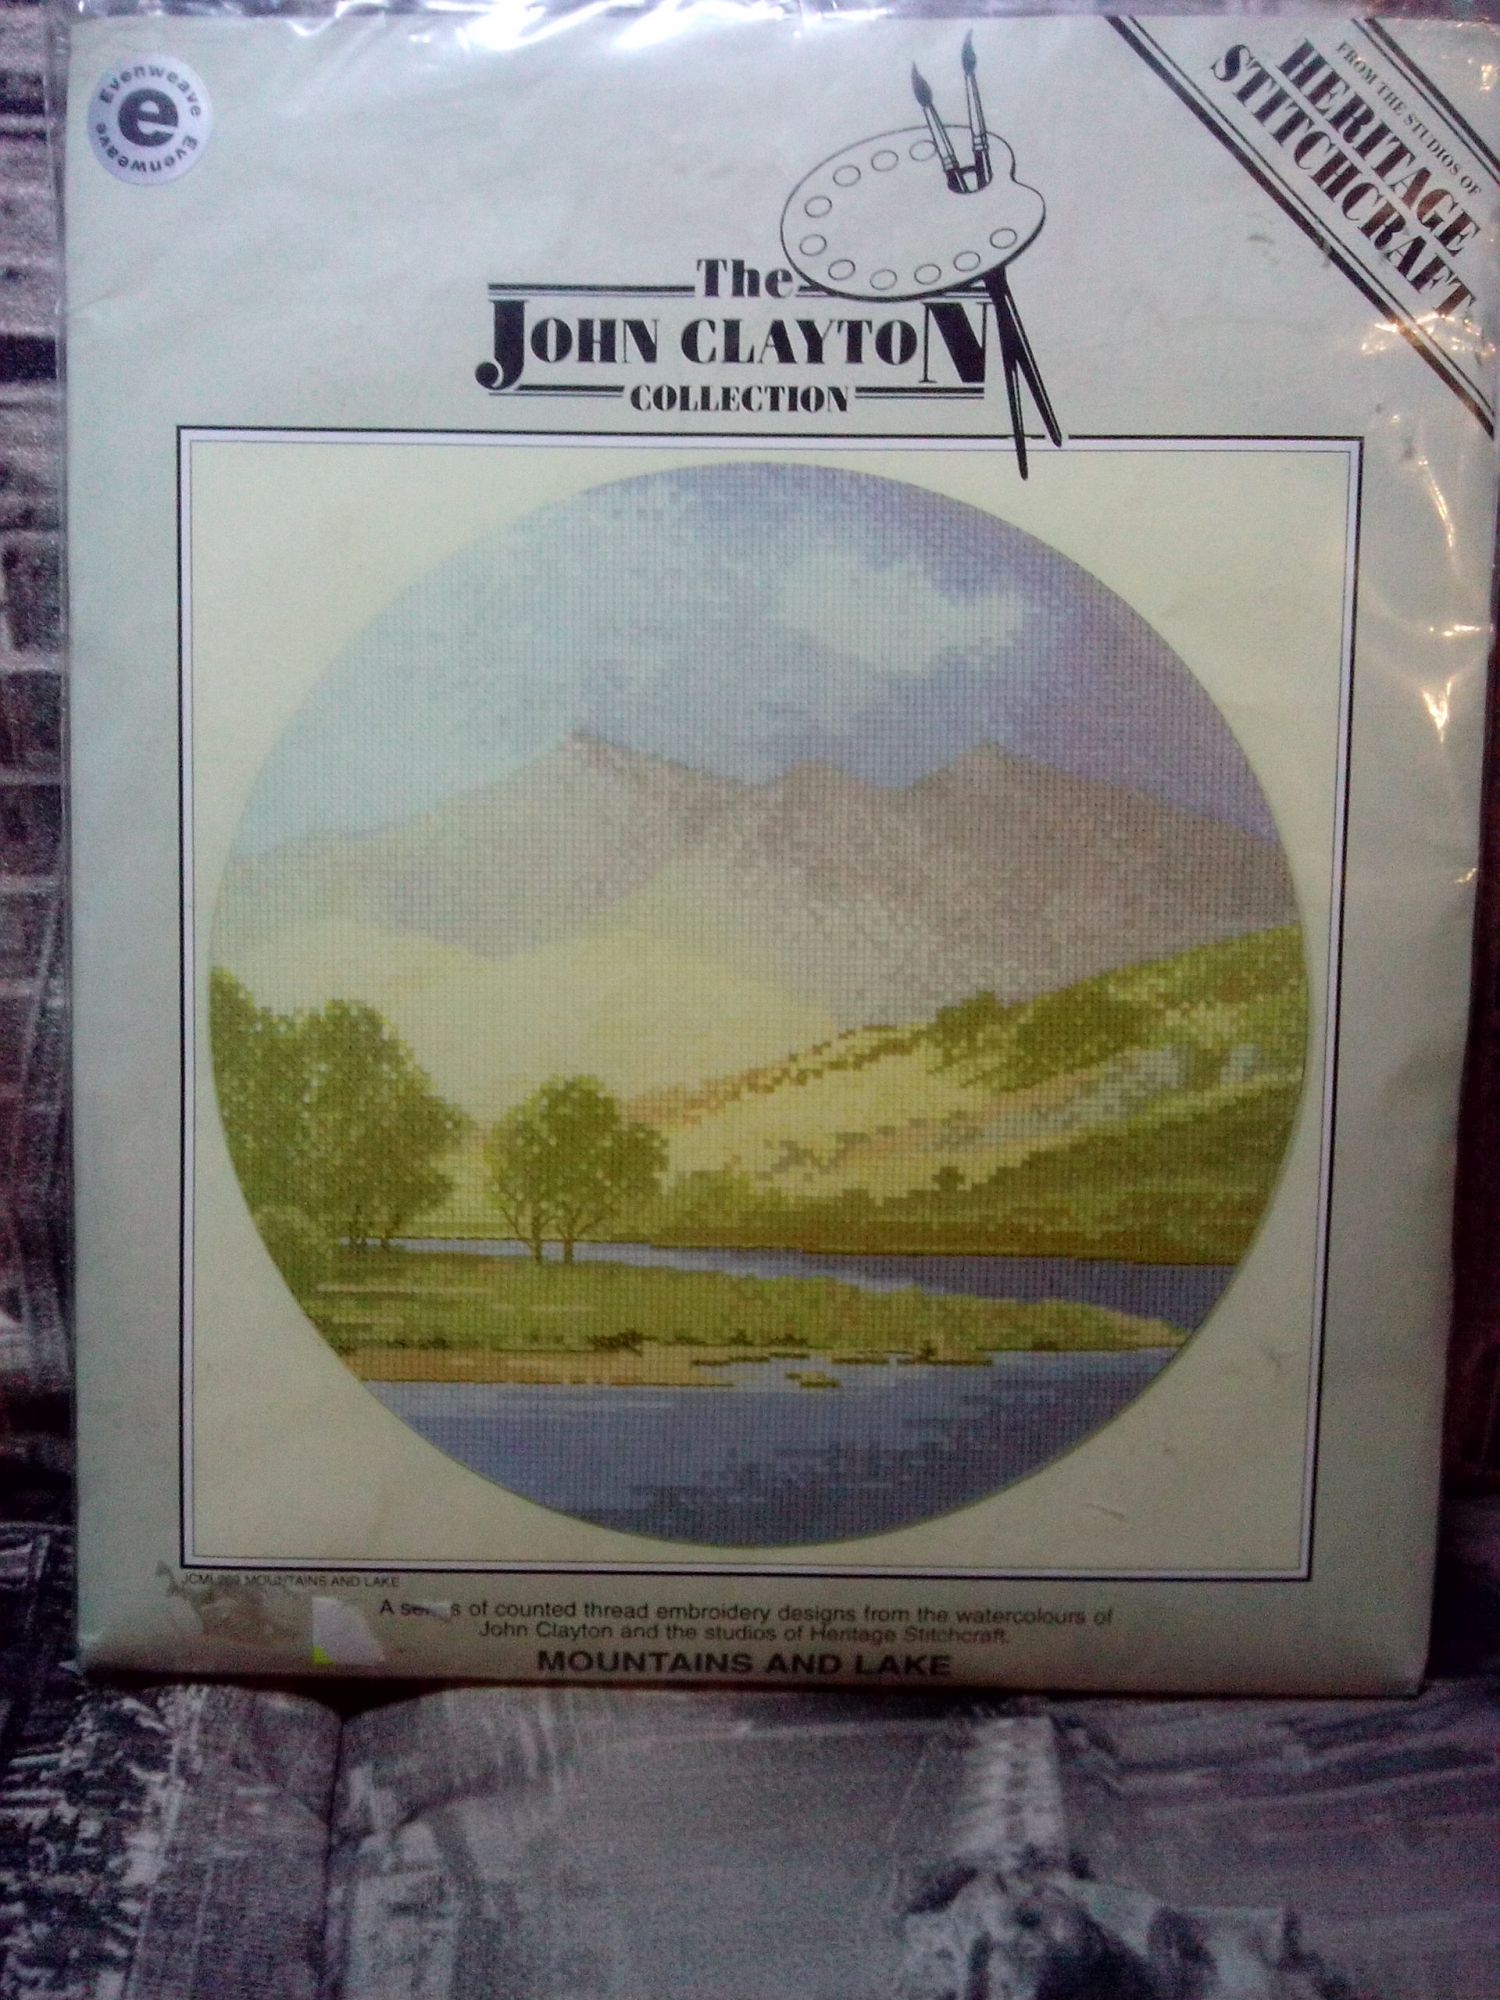 Evenweave Evenweave
e
FROM THE STUDIOS OF
HERITAGE
STITCHCRAFT
The
JOHN CLAYTON
COLLECTION
MOUNTAINS AND LAKE
of counted thread embroidery designs from the watercolours of
John Clayton and the studios of Heritage Stitchcraft.
MOUNTAINS AND LAKE